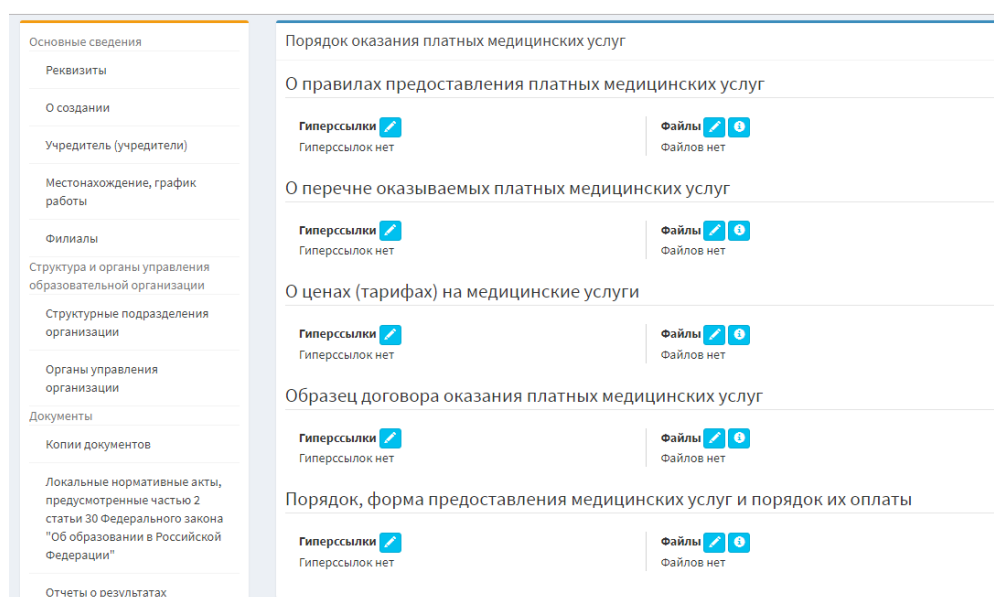 Основные сведения
Реквизиты
О создании
Учредитель (учредители)
Местонахождение, график
работы
Филиалы
Структура и органы управления
образовательной организации
Структурные подразделения
организации
Органы управления
организации
Документы
Копии документов
Локальные нормативные акты,
предусмотренные частью 2
статьи 30 Федерального закона
"Об образовании в Российской
Федерации"
Отчеты о результатах
Порядок оказания платных медицинских услуг
О правилах предоставления платных медицинских услуг
Гиперссылки
Гиперссылок нет
Файлы
Файлов нет
О перечне оказываемых платных медицинских услуг
Гиперссылки
Гиперссылок нет
Файлы
Файлов нет
О ценах (тарифах) на медицинские услуги
Гиперссылки
Гиперссылок нет
Файлы
Файлов нет
Образец договора оказания платных медицинских услуг
Гиперссылки
Гиперссылок нет
Файлы
Файлов нет
Порядок, форма предоставления медицинских услуг и порядок их оплаты
Гиперссылки
Гиперссылок нет
Файлы
Файлов нет